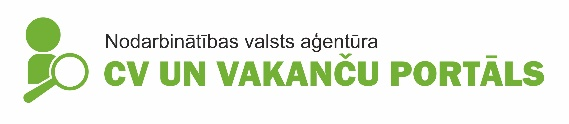 Nodarbinātības valsts aģentūra
CV UN VAKANČU PORTĀLS